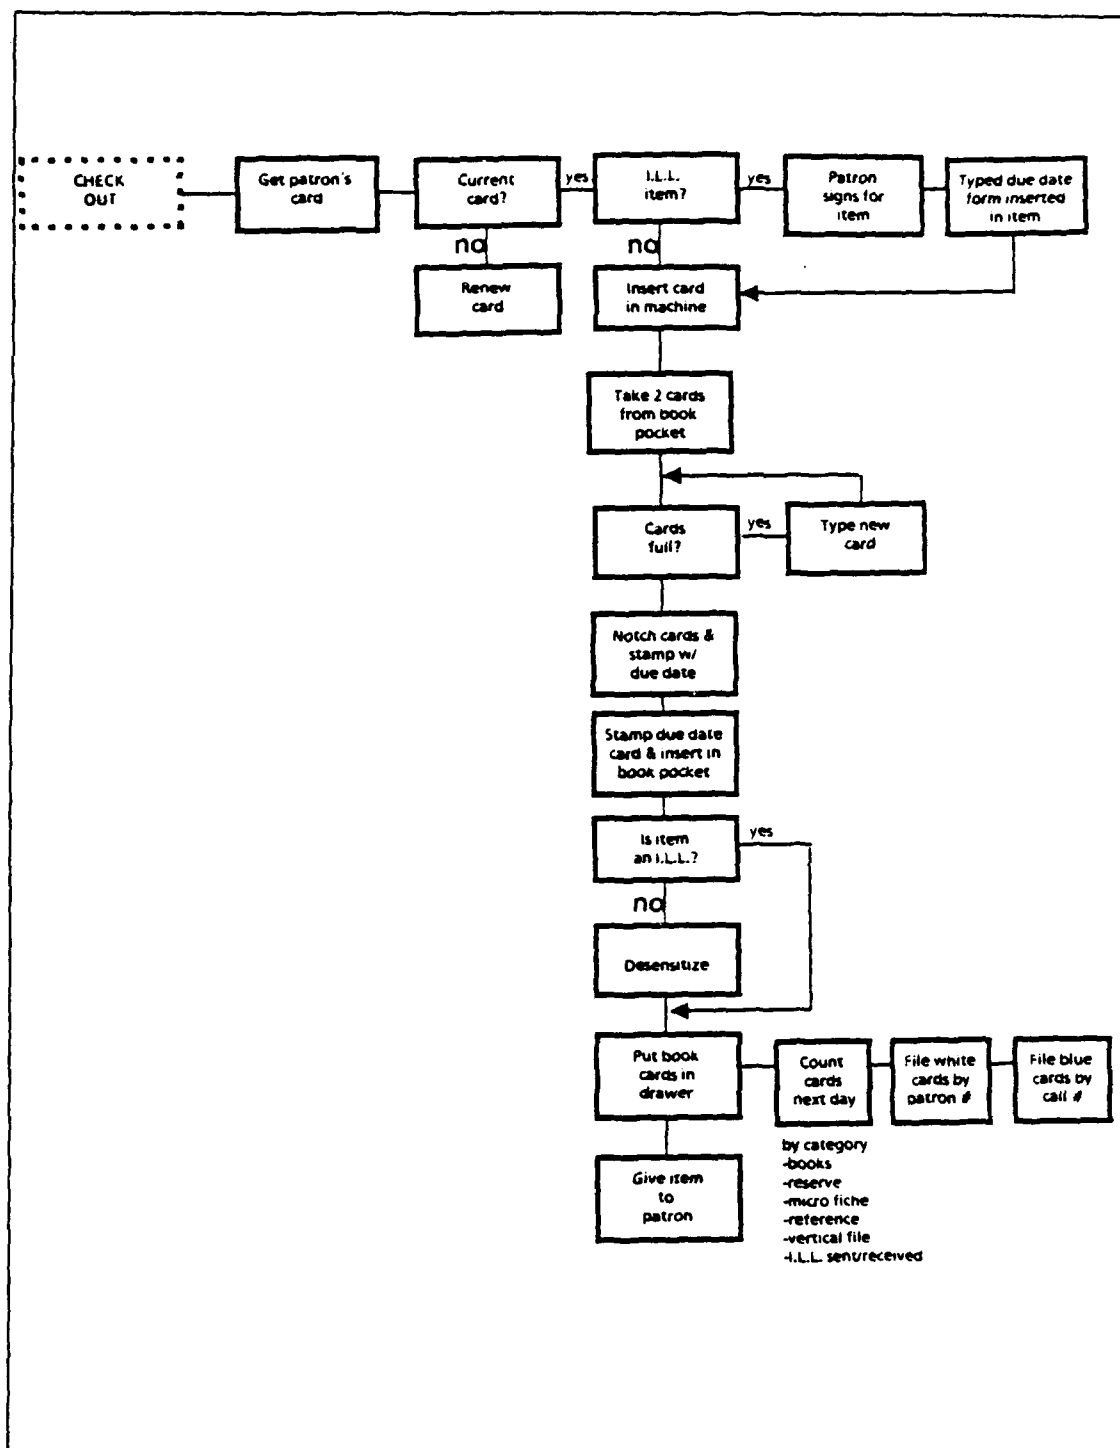 CHECK
OUT
Get patron's
card
Current
card?
yes
I.L.L.
item?
yes
Patron
signs for
item
Typed due date
form inserted
in item
no
Renew
card
no
Insert card
in machine
Take 2 cards
from book
pocket
Cards
full?
yes
Type new
card
Notch cards &
stamp w/
due date
Stamp due date
card & insert in
book pocket
Is item
an I.L.L.?
yes
no
Desensitize
Put book
cards in
drawer
Count
cards
next day
File white
cards by
patron #
File blue
cards by
call #
by category
-books
-reserve
-micro fiche
-reference
-vertical file
-I.L.L. sent/received
Give item
to
patron